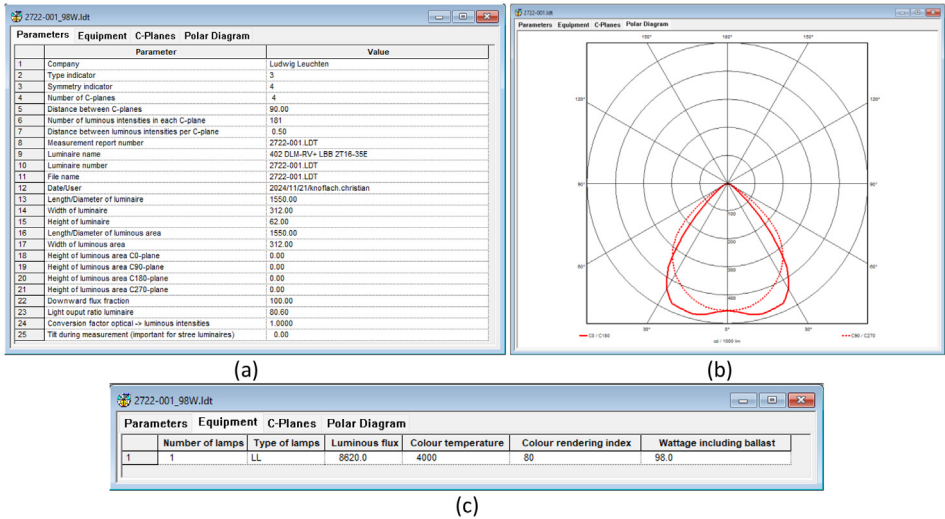 2722-001_98W.ldt
Parameters Equipment C-Planes Polar Diagram
Parameter Value
1 Company Ludwig Leuchten
2 Type indicator 3
3 Symmetry indicator 4
4 Number of C-planes 4
5 Distance between C-planes 90.00
6 Number of luminous intensities in each C-plane 181
7 Distance between luminous intensities per C-plane 0.50
8 Measurement report number 2722-001.LDT
9 Luminaire name 402 DLM-RV+ LBB 2T16-35E
10 Luminaire number 2722-001.LDT
11 File name 2722-001.LDT
12 Date/User 2024/11/21/knoflach.christian
13 Length/Diameter of luminaire 1550.00
14 Width of luminaire 312.00
15 Height of luminaire 62.00
16 Length/Diameter of luminous area 1550.00
17 Width of luminous area 312.00
18 Height of luminous area C0-plane 0.00
19 Height of luminous area C90-plane 0.00
20 Height of luminous area C180-plane 0.00
21 Height of luminous area C270-plane 0.00
22 Downward flux fraction 100.00
23 Light ouput ratio luminaire 80.60
24 Conversion factor optical -> luminous intensities 1.0000
25 Tilt during measurement (important for stree luminaires) 0.00
(a)
2722-001.ldt
Parameters Equipment C-Planes Polar Diagram
150° 180° 150°
120° 120°
90° 90°
100
200
60° 300 60°
400
30° 0° 30°
C0 / C180 cd / 1000 lm C90 / C270
(b)
2722-001_98W.ldt
Parameters Equipment C-Planes Polar Diagram
Number of lamps Type of lamps Luminous flux Colour temperature Colour rendering index Wattage including ballast
1 1 LL 8620.0 4000 80 98.0
(c)